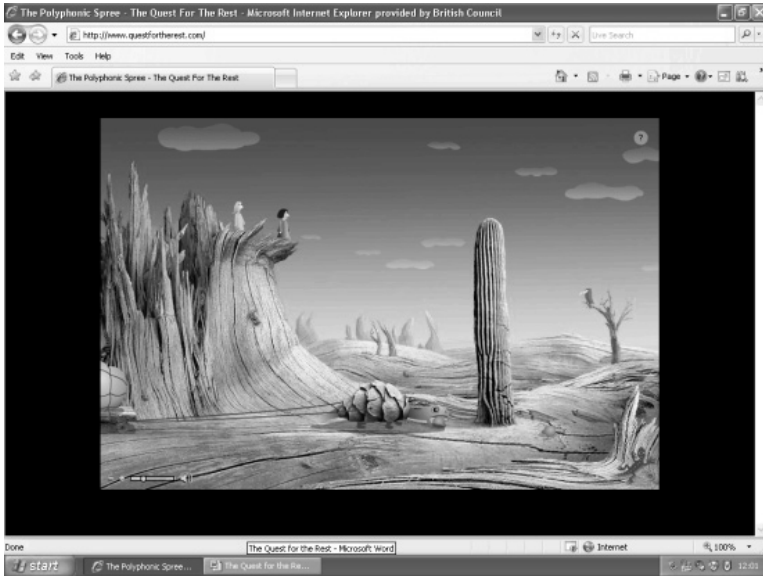 The Polyphonic Spree - The Quest For The Rest - Microsoft Internet Explorer provided by British Council
http://www.questfortherest.com/
Live Search
Edit View Tools Help
The Polyphonic Spree - The Quest For The Rest
Page
?
Done
The Quest for the Rest - Microsoft Word
Internet
100%
start
The Polyphonic Spree...
The Quest for the Re...
12:01